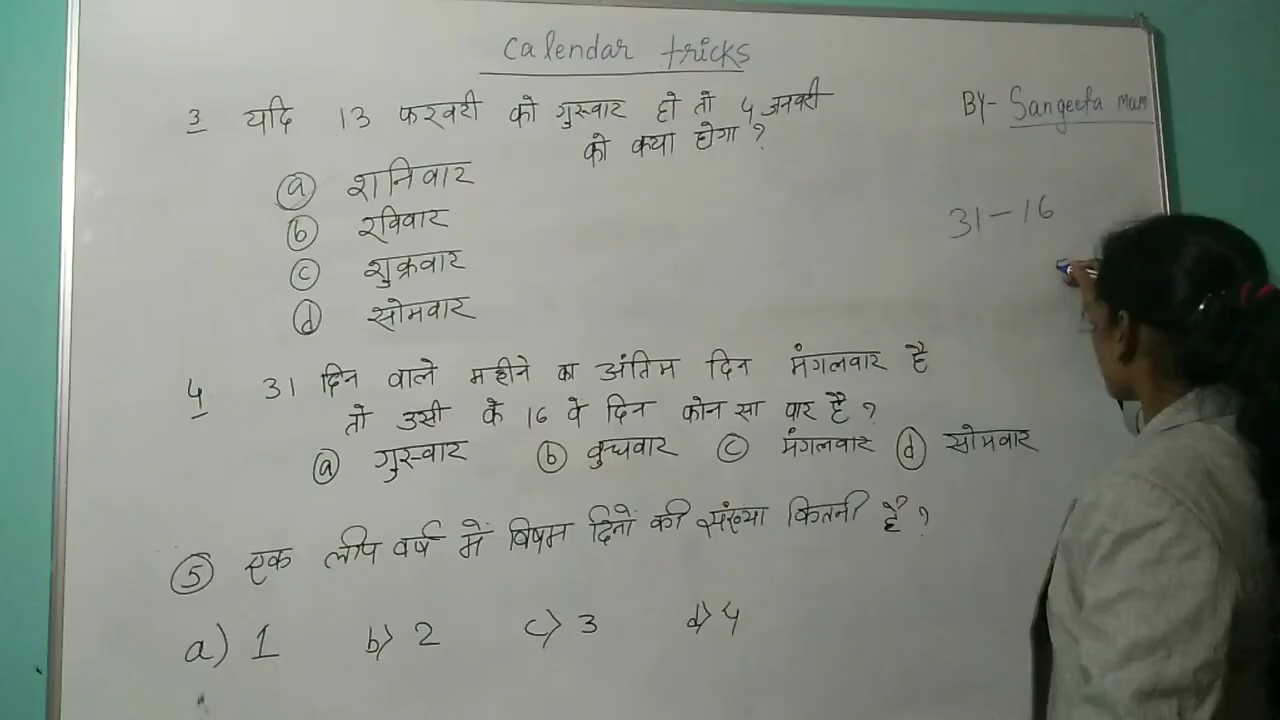 Calendar tricks
BY- Sangeeta mam
3 यदि 13 फरवरी को गुरूवार हो तो 4 जनवरी
को क्या होगा ?
(a) शनिवार
(b) रविवार
(c) शुक्रवार
(d) सोमवार
31-16
4 31 दिन वाले महीने का अंतिम दिन मंगलवार है
तो उसी के 16 वे दिन कोन सा वार है ?
(a) गुरुवार (b) बुधवार (c) मंगलवार (d) सोमवार
(5) एक लीप वर्ष में विषम दिनों की संख्या कितनी है ?
a) 1 b) 2 c) 3 d) 4